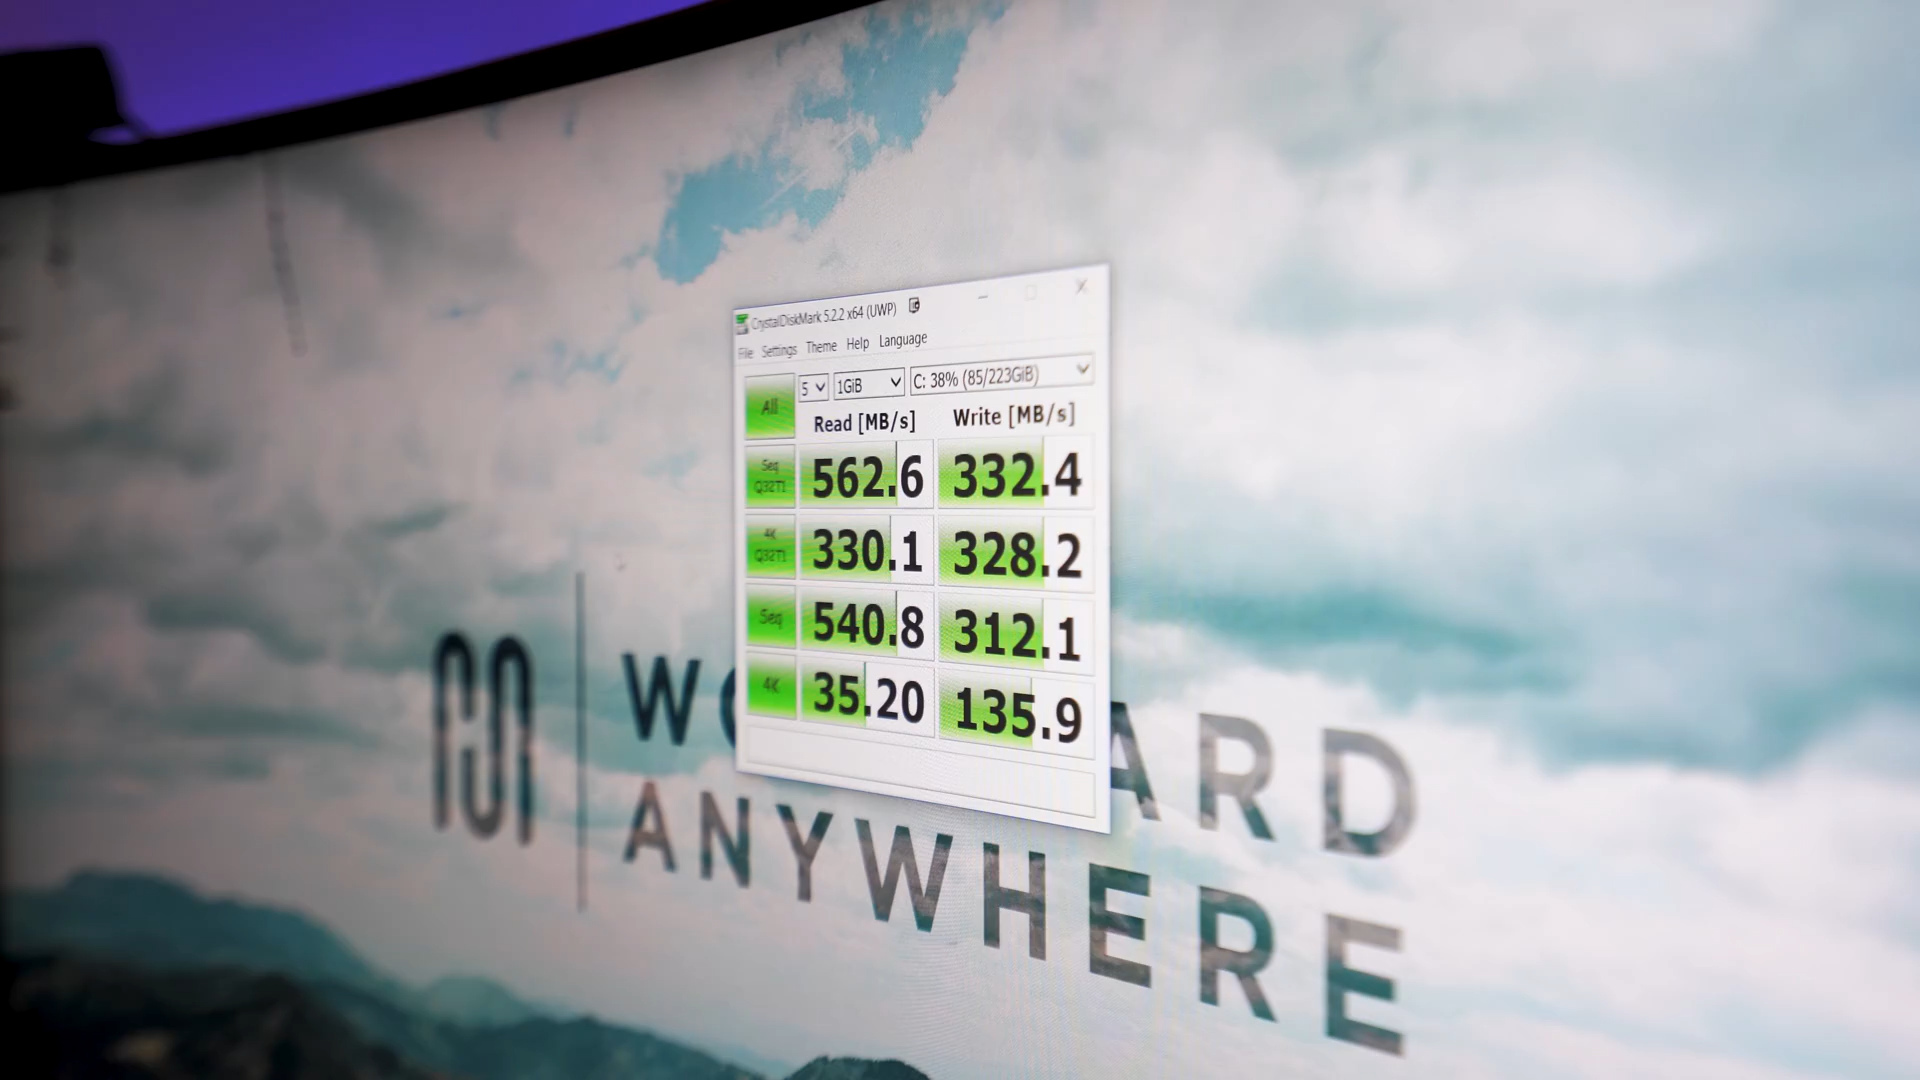 CrystalDiskMark 5.2.2 x64 (UWP)
File Settings Theme Help Language
All 5 1GiB C: 38% (85/223GiB)
Read [MB/s] Write [MB/s]
Seq Q32T1 562.6 332.4
4K Q32T1 330.1 328.2
Seq 540.8 312.1
4K 35.20 135.9
ANYWHERE